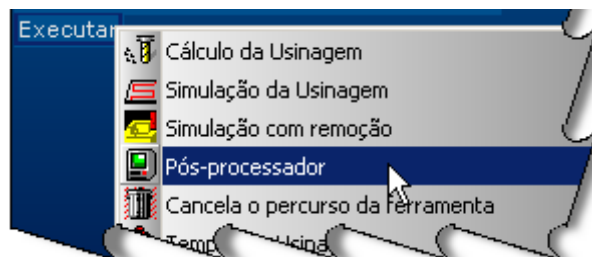 Executar
Cálculo da Usinagem
Simulação da Usinagem
Simulação com remoção
Pós-processador
Cancela o percurso da ferramenta